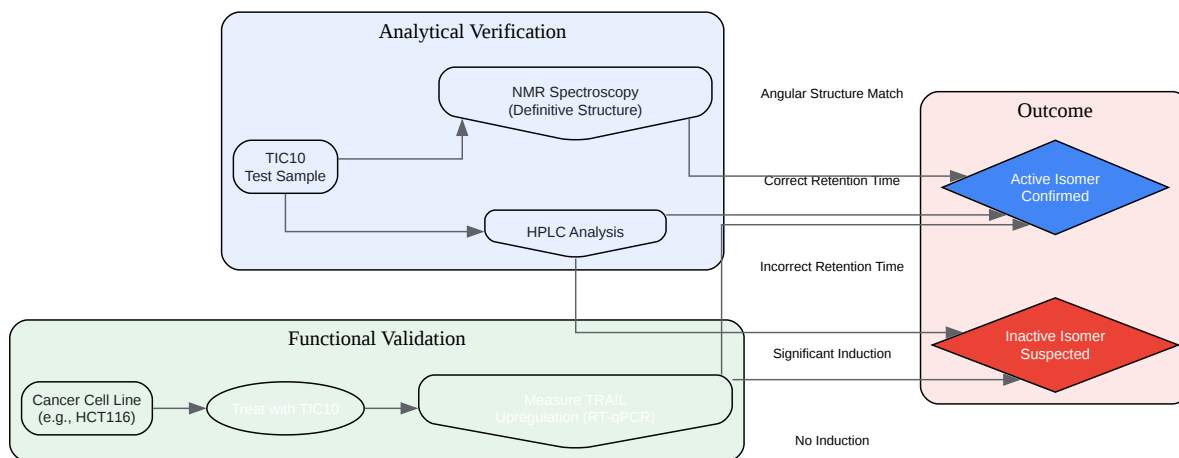 Analytical Verification
NMR Spectroscopy
(Definitive Structure)
TIC10
Test Sample
HPLC Analysis
Angular Structure Match
Correct Retention Time
Incorrect Retention Time
Significant Induction
No Induction
Outcome
Active Isomer
Confirmed
Inactive Isomer
Suspected
Functional Validation
Cancer Cell Line
(e.g., HCT116)
Treat with TIC10
Measure TRAIL
Upregulation (RT-qPCR)